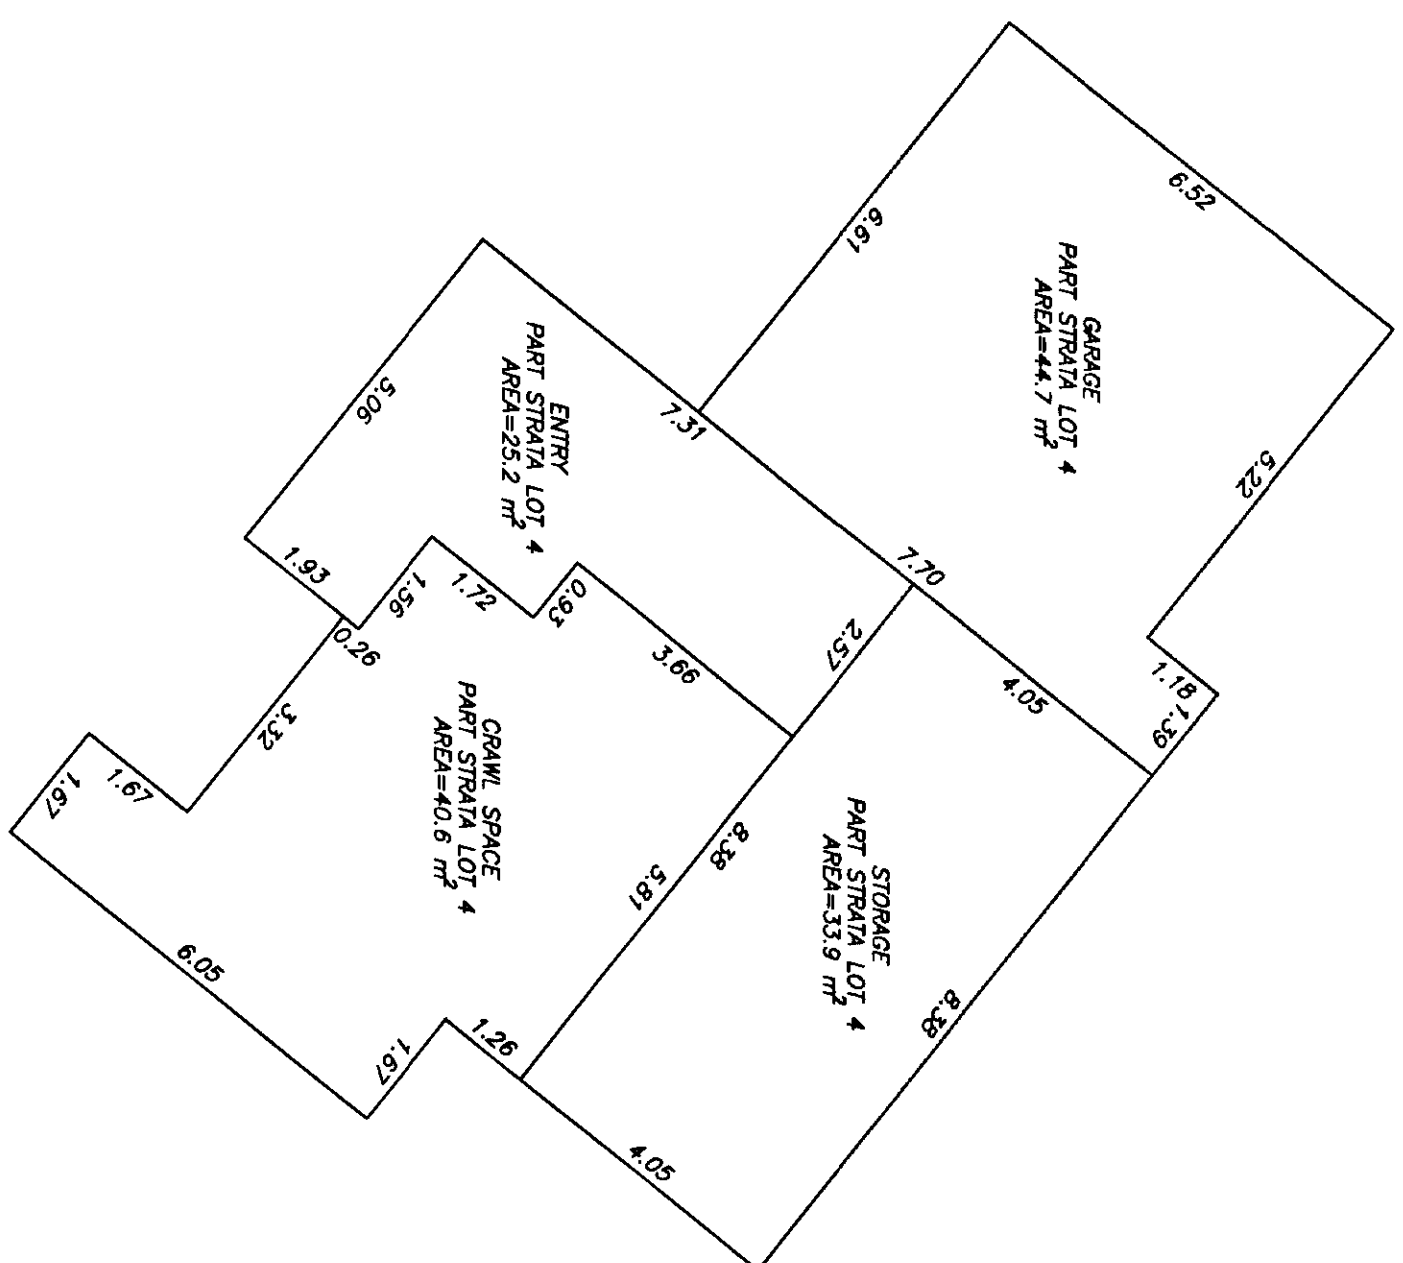 6.52
6.61
GARAGE
PART STRATA LOT 4
AREA=44.7 m²
5.22
ENTRY
PART STRATA LOT 4
AREA=25.2 m²
5.06
7.31
7.70
1.93
1.56
1.72
0.93
0.26
3.66
2.57
4.05
1.18
1.39
3.32
CRAWL SPACE
PART STRATA LOT 4
AREA=40.6 m²
1.67
1.67
8.38
5.81
STORAGE
PART STRATA LOT 4
AREA=33.9 m²
6.05
8.38
1.26
1.67
4.05